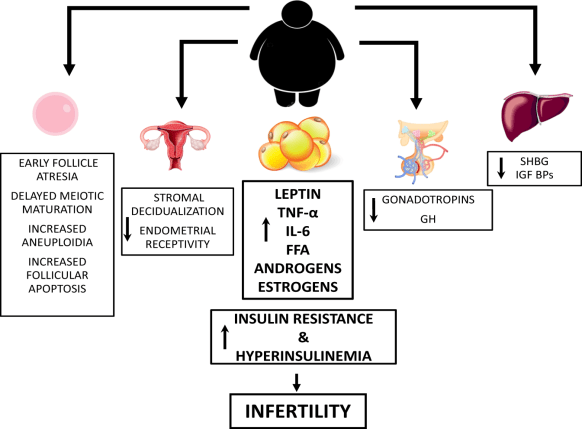 EARLY FOLLICLE
ATRESIA
DELAYED MEIOTIC
MATURATION
INCREASED
ANEUPLOIDIA
INCREASED
FOLLICULAR
APOPTOSIS
STROMAL
DECIDUALIZATION
ENDOMETRIAL
RECEPTIVITY
LEPTIN
TNF-α
IL-6
FFA
ANDROGENS
ESTROGENS
GONADOTROPINS
GH
SHBG
IGF BPs
INSULIN RESISTANCE
&
HYPERINSULINEMIA
INFERTILITY